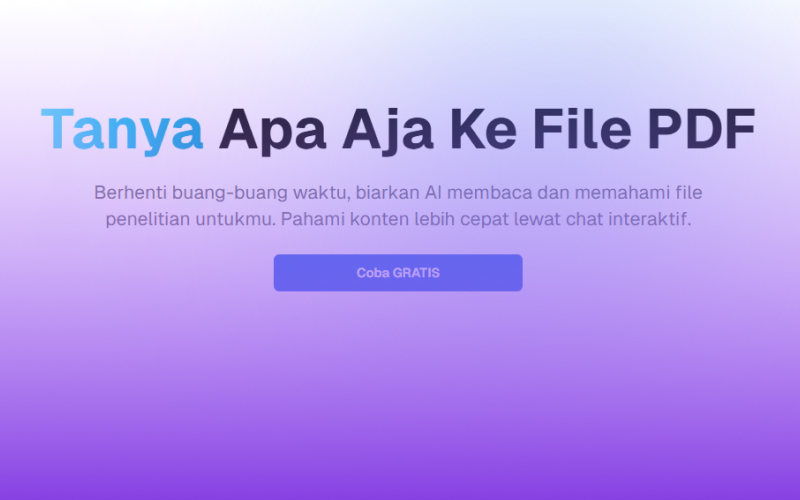 Tanya Apa Aja Ke File PDF
Berhenti buang-buang waktu, biarkan AI membaca dan memahami file
penelitian untukmu. Pahami konten lebih cepat lewat chat interaktif.
Coba GRATIS